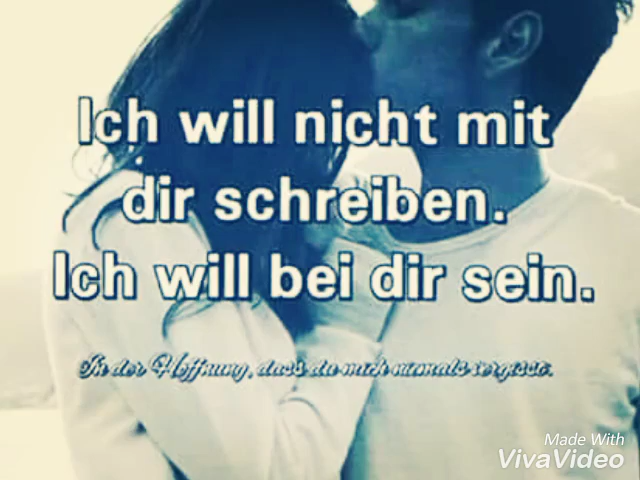 Ich will nicht mit
dir schreiben.
Ich will bei dir sein.
In der Hoffnung, dass du mich niemals vergisst.
Made With
VivaVideo